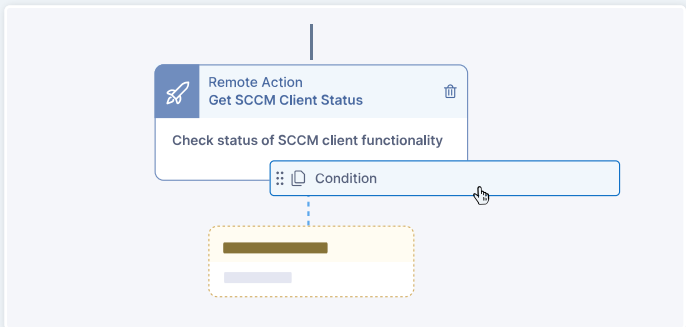 Remote Action
Get SCCM Client Status
Check status of SCCM client functionality
Condition